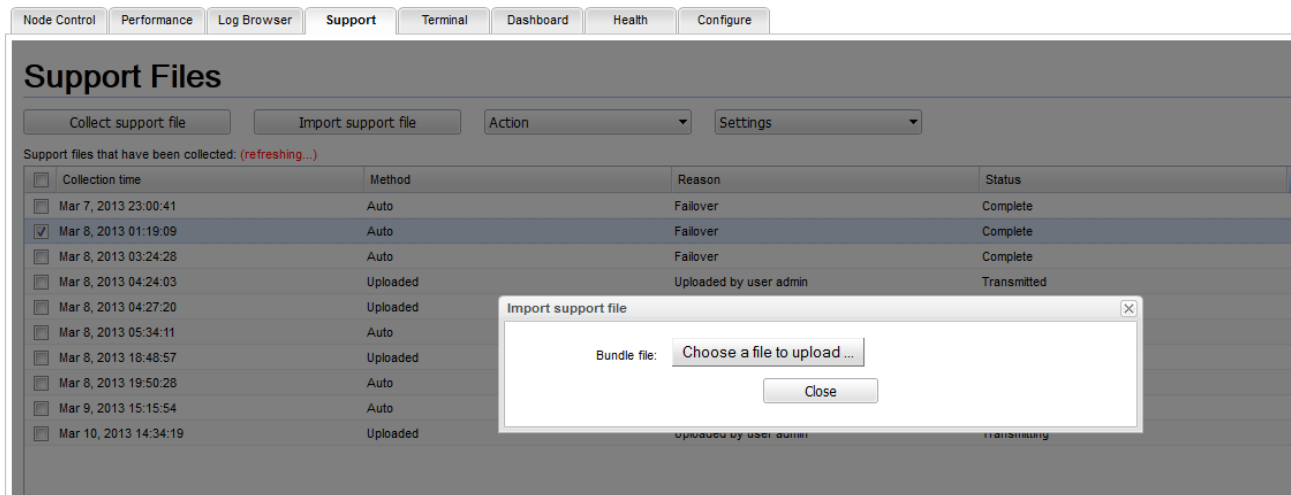 Node Control Performance Log Browser Support Terminal Dashboard Health Configure
Support Files
Collect support file Import support file Action Settings
Support files that have been collected: (refreshing...)
Collection time Method Reason Status
Mar 7, 2013 23:00:41 Auto Failover Complete
Mar 8, 2013 01:19:09 Auto Failover Complete
Mar 8, 2013 03:24:28 Auto Failover Complete
Mar 8, 2013 04:24:03 Uploaded Uploaded by user admin Transmitted
Mar 8, 2013 04:27:20 Uploaded
Import support file
Mar 8, 2013 05:34:11 Auto
Bundle file: Choose a file to upload ...
Mar 8, 2013 18:48:57 Uploaded
Mar 8, 2013 19:50:28 Auto
Close
Mar 9, 2013 15:15:54 Auto
Mar 10, 2013 14:34:19 Uploaded Uploaded by user admin Transmitting